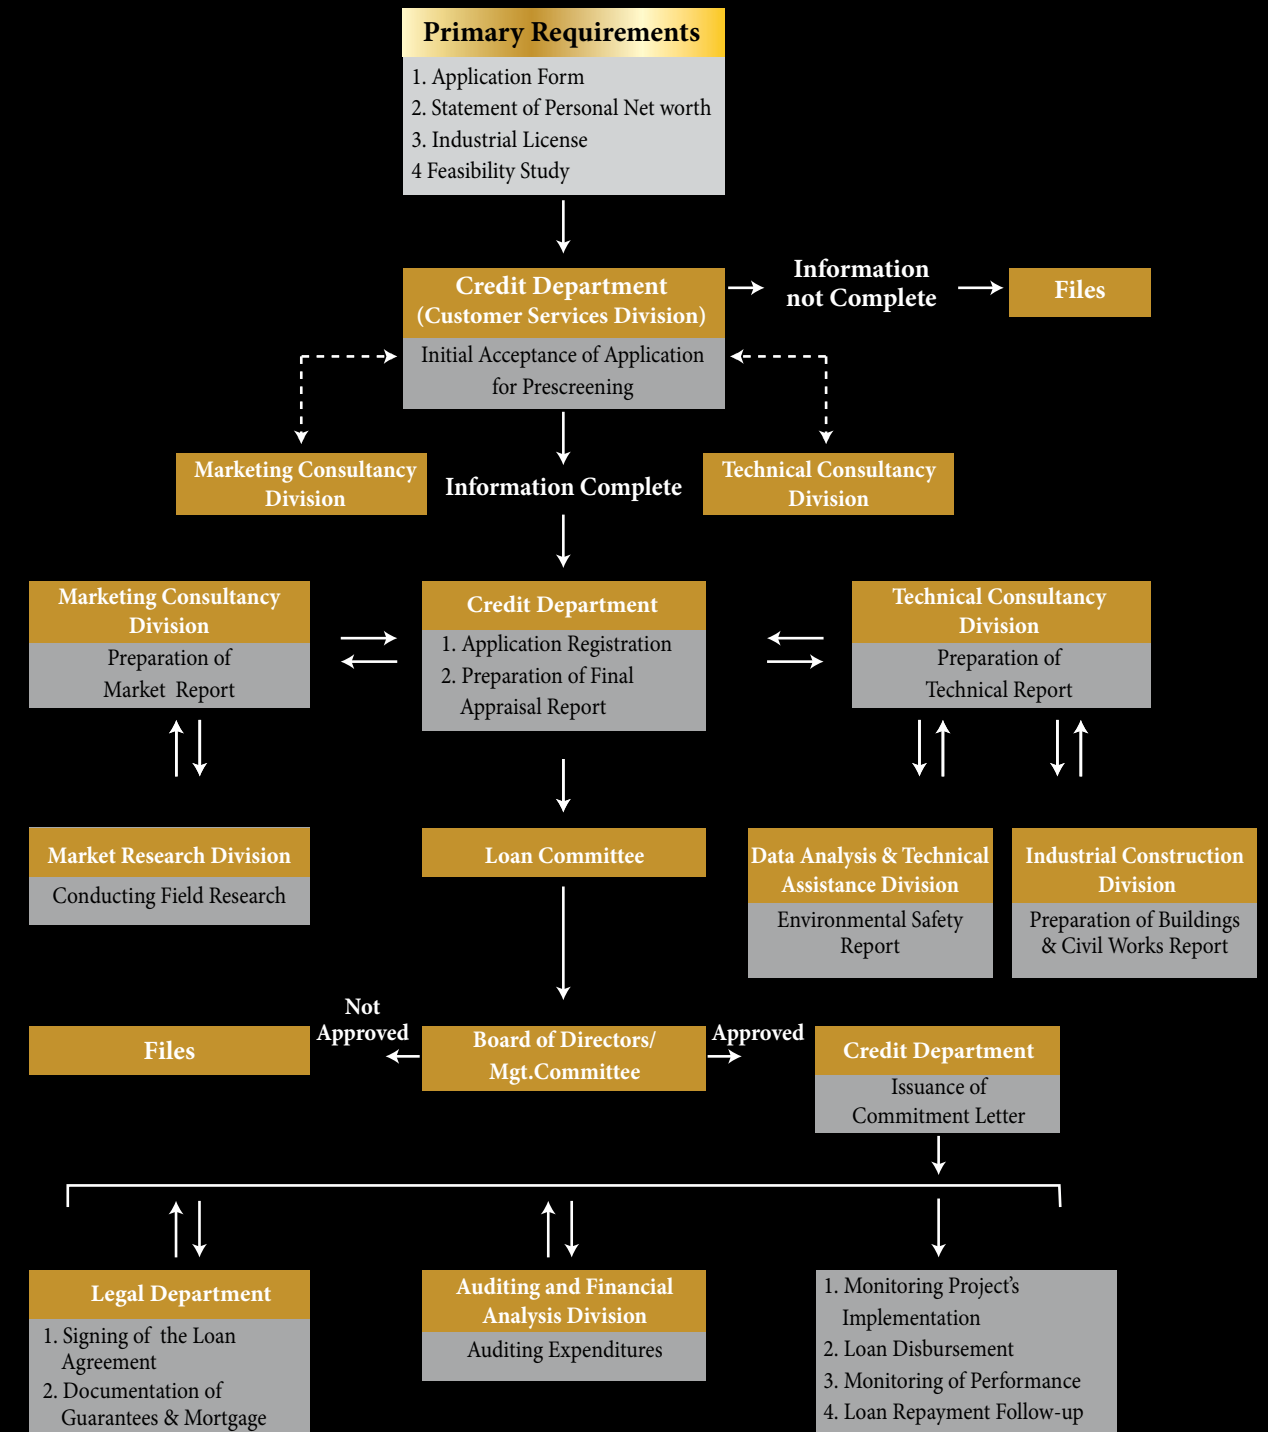 Primary Requirements
1. Application Form
2. Statement of Personal Net worth
3. Industrial License
4 Feasibility Study
Credit Department
(Customer Services Division)
Initial Acceptance of Application
for Prescreening
Information
not Complete
Files
Marketing Consultancy
Division
Information Complete
Technical Consultancy
Division
Marketing Consultancy
Division
Preparation of
Market Report
Credit Department
1. Application Registration
2. Preparation of Final
Appraisal Report
Technical Consultancy
Division
Preparation of
Technical Report
Market Research Division
Conducting Field Research
Loan Committee
Data Analysis & Technical
Assistance Division
Environmental Safety
Report
Industrial Construction
Division
Preparation of Buildings
& Civil Works Report
Files
Not
Approved
Board of Directors/
Mgt.Committee
Approved
Credit Department
Issuance of
Commitment Letter
Legal Department
1. Signing of the Loan
Agreement
2. Documentation of
Guarantees & Mortgage
Auditing and Financial
Analysis Division
Auditing Expenditures
1. Monitoring Project's
Implementation
2. Loan Disbursement
3. Monitoring of Performance
4. Loan Repayment Follow-up